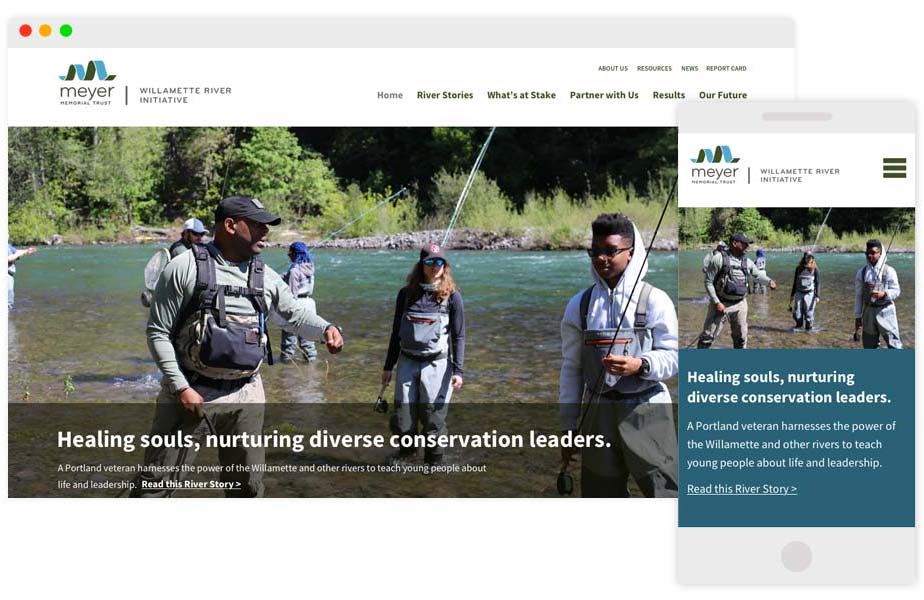 ABOUT US RESOURCES NEWS REPORT CARD
meyer
MEMORIAL TRUST
WILLAMETTE RIVER
INITIATIVE
Home River Stories What's at Stake Partner with Us Results Our Future
Healing souls, nurturing diverse conservation leaders.
A Portland veteran harnesses the power of the Willamette and other rivers to teach young people about
life and leadership. Read this River Story >
meyer
MEMORIAL TRUST
WILLAMETTE RIVER
INITIATIVE
Healing souls, nurturing
diverse conservation leaders.
A Portland veteran harnesses the power of
the Willamette and other rivers to teach
young people about life and leadership.
Read this River Story >